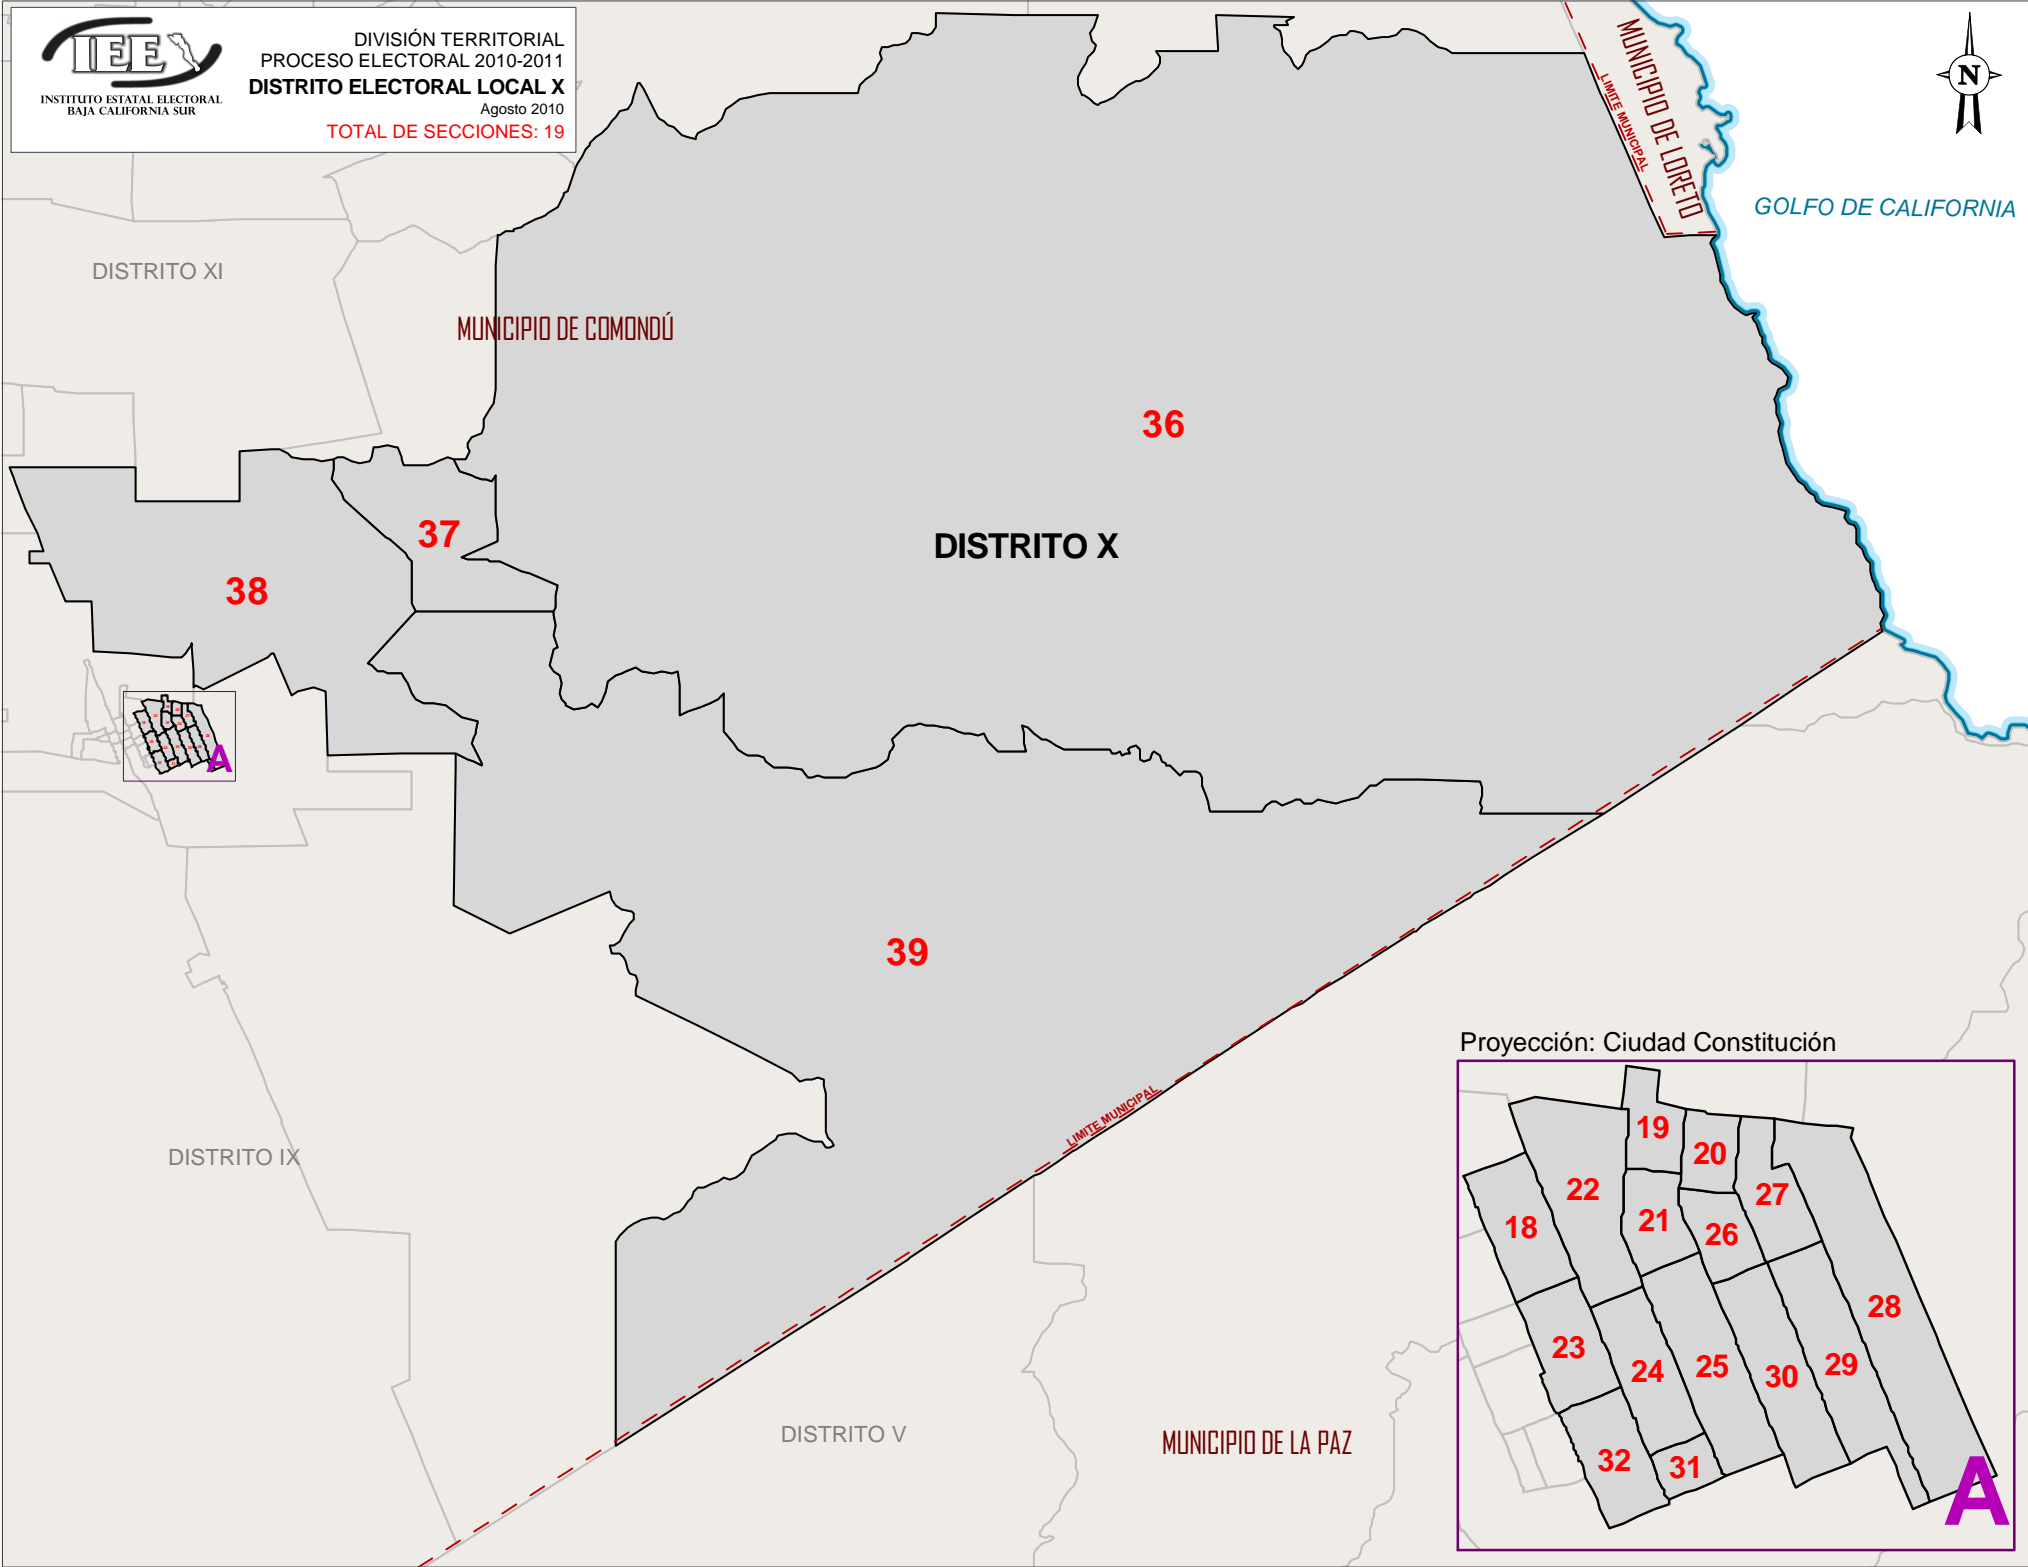 IEE
INSTITUTO ESTATAL ELECTORAL
BAJA CALIFORNIA SUR
DIVISIÓN TERRITORIAL
PROCESO ELECTORAL 2010-2011
DISTRITO ELECTORAL LOCAL X
Agosto 2010
TOTAL DE SECCIONES: 19
N
MUNICIPIO DE LORETO
LIMITE MUNICIPAL
GOLFO DE CALIFORNIA
DISTRITO XI
MUNICIPIO DE COMONDÚ
36
37
DISTRITO X
38
A
39
LIMITE MUNICIPAL
DISTRITO IX
DISTRITO V
MUNICIPIO DE LA PAZ
Proyección: Ciudad Constitución
19
20
22
27
18
21
26
28
23
24
25
30
29
32
31
A